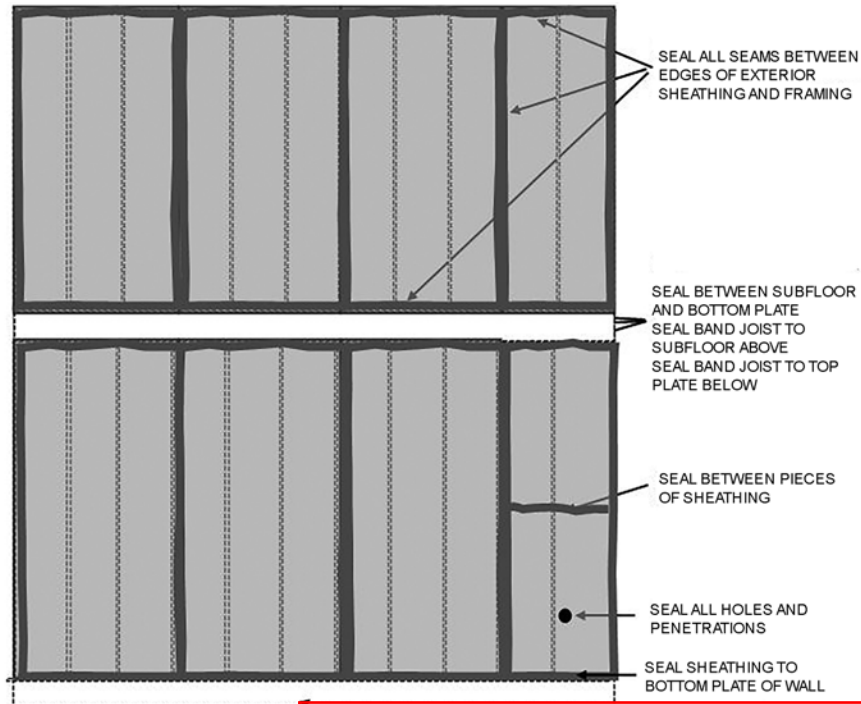 SEAL ALL SEAMS BETWEEN
EDGES OF EXTERIOR
SHEATHING AND FRAMING
SEAL BETWEEN SUBFLOOR
AND BOTTOM PLATE
SEAL BAND JOIST TO
SUBFLOOR ABOVE
SEAL BAND JOIST TO TOP
PLATE BELOW
SEAL BETWEEN PIECES
OF SHEATHING
SEAL ALL HOLES AND
PENETRATIONS
SEAL SHEATHING TO
BOTTOM PLATE OF WALL